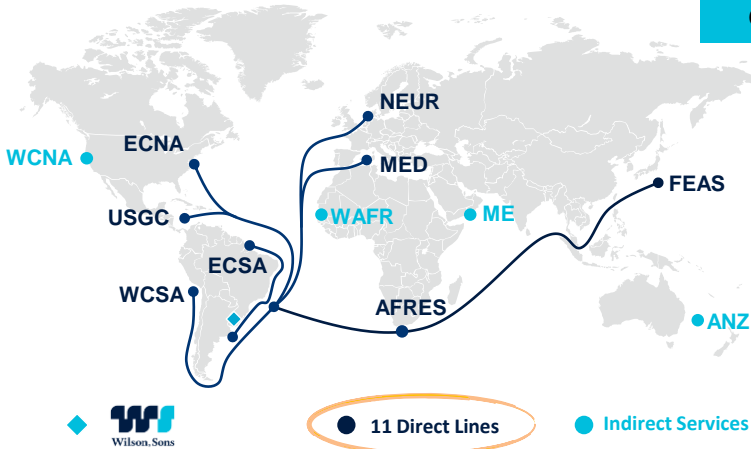 NEUR
ECNA
WCNA
MED
FEAS
USGC
WAFR
ME
ECSA
WCSA
AFRES
ANZ
Wilson, Sons
11 Direct Lines
Indirect Services